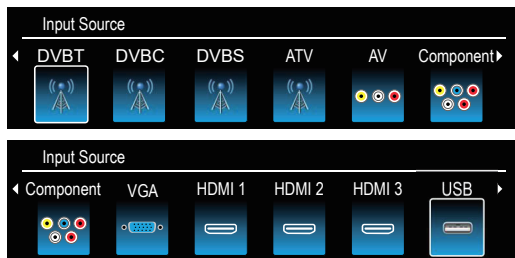 Input Source
DVBT DVBC DVBS ATV AV Component
Input Source
Component VGA HDMI 1 HDMI 2 HDMI 3 USB